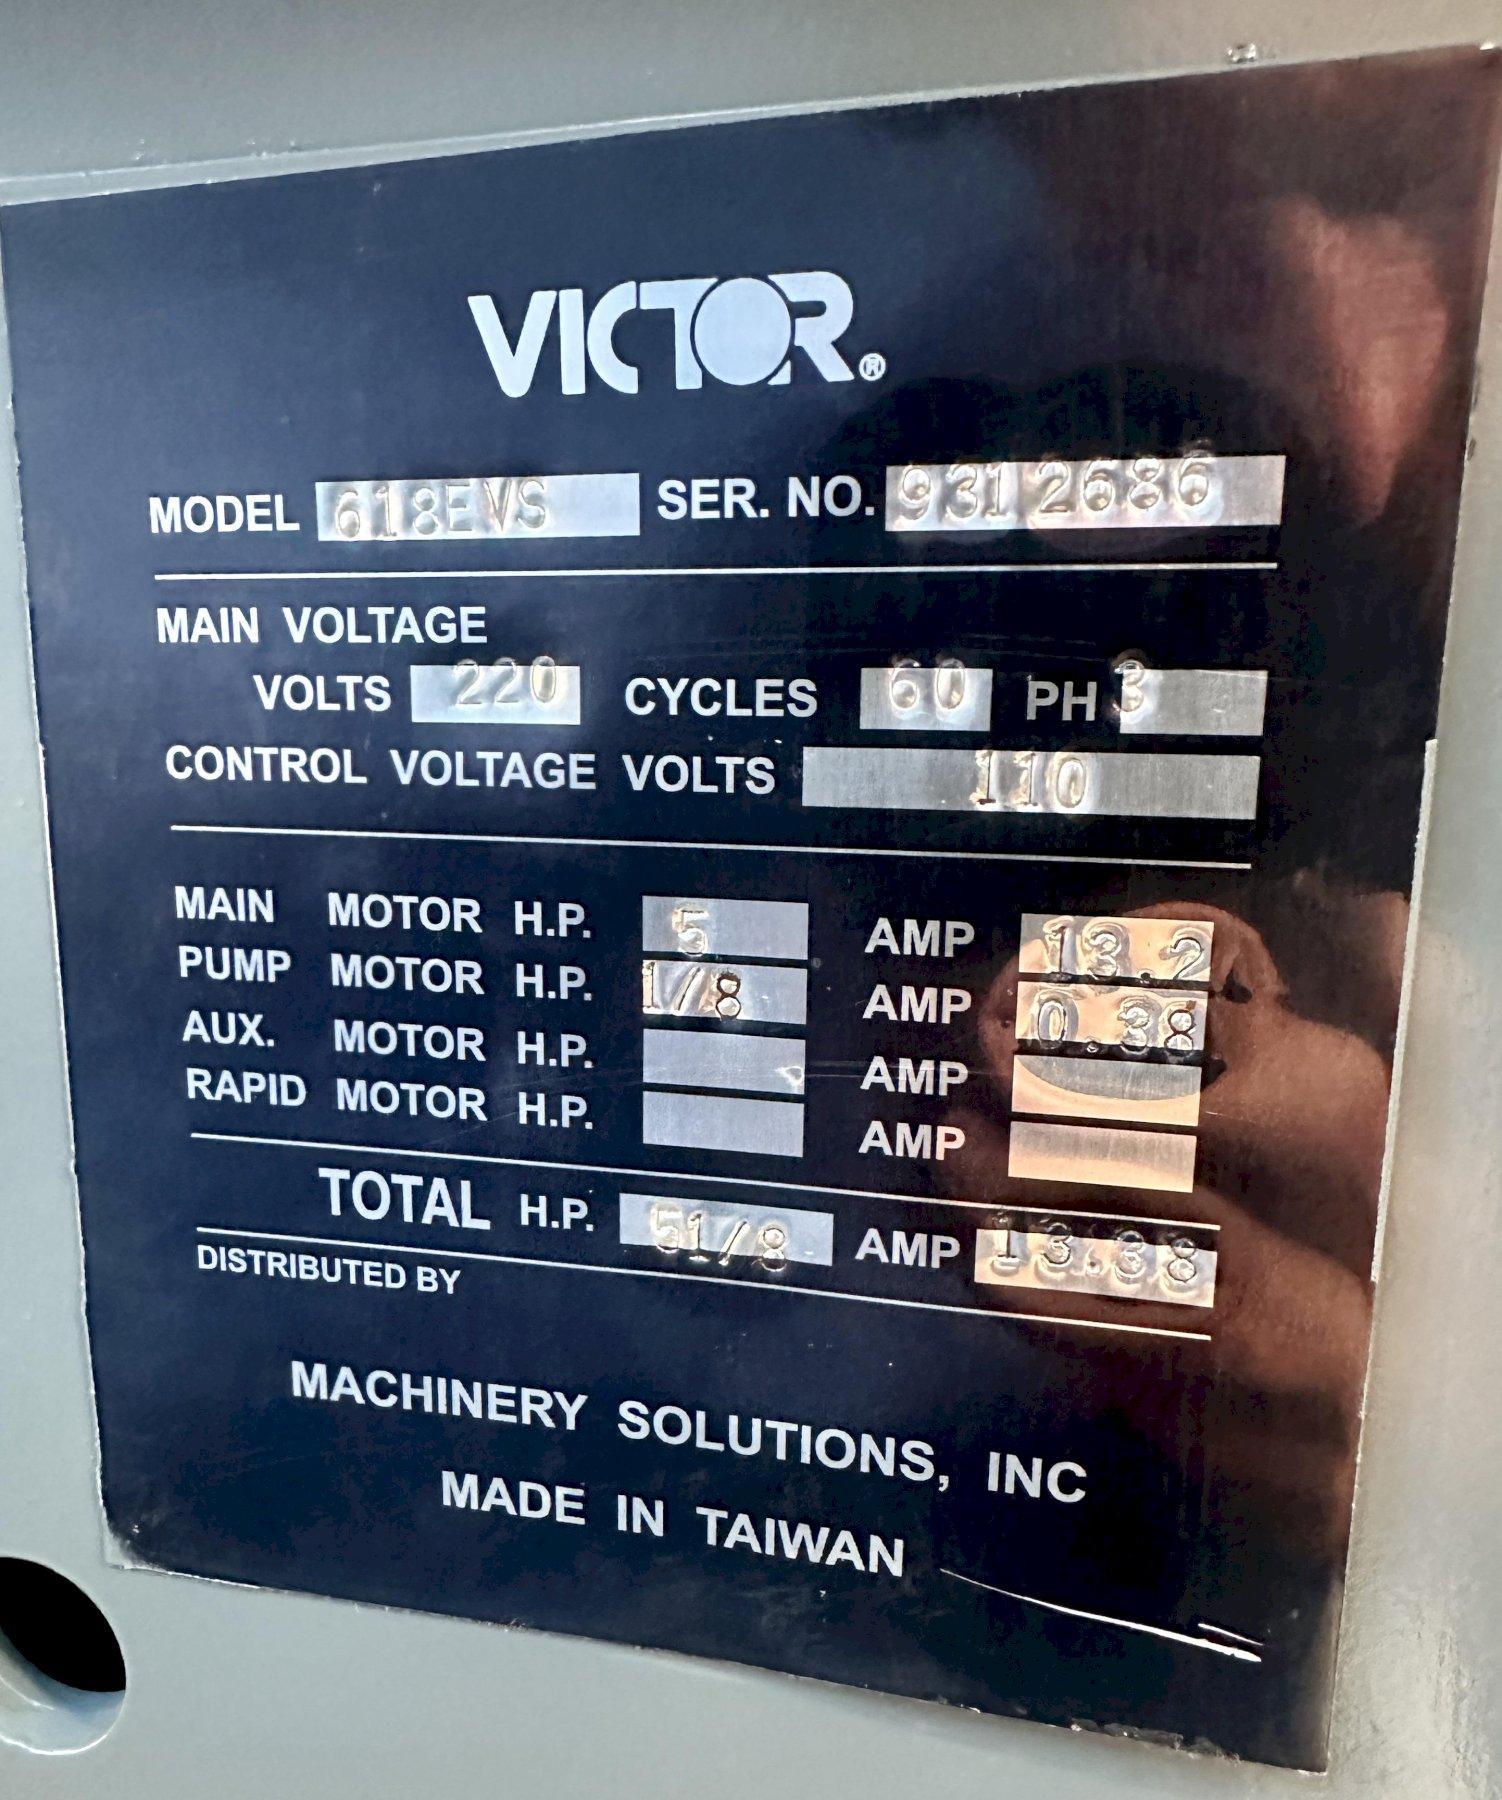 VICTOR®
MODEL 618EVS SER. NO. 9312686
MAIN VOLTAGE
VOLTS 220 CYCLES 60 PH 3
CONTROL VOLTAGE VOLTS 110
MAIN MOTOR H.P. 5 AMP 13.2
PUMP MOTOR H.P. 1/8 AMP 0.38
AUX. MOTOR H.P. AMP
RAPID MOTOR H.P. AMP
TOTAL H.P. 51/8 AMP 13.38
DISTRIBUTED BY
MACHINERY SOLUTIONS, INC
MADE IN TAIWAN